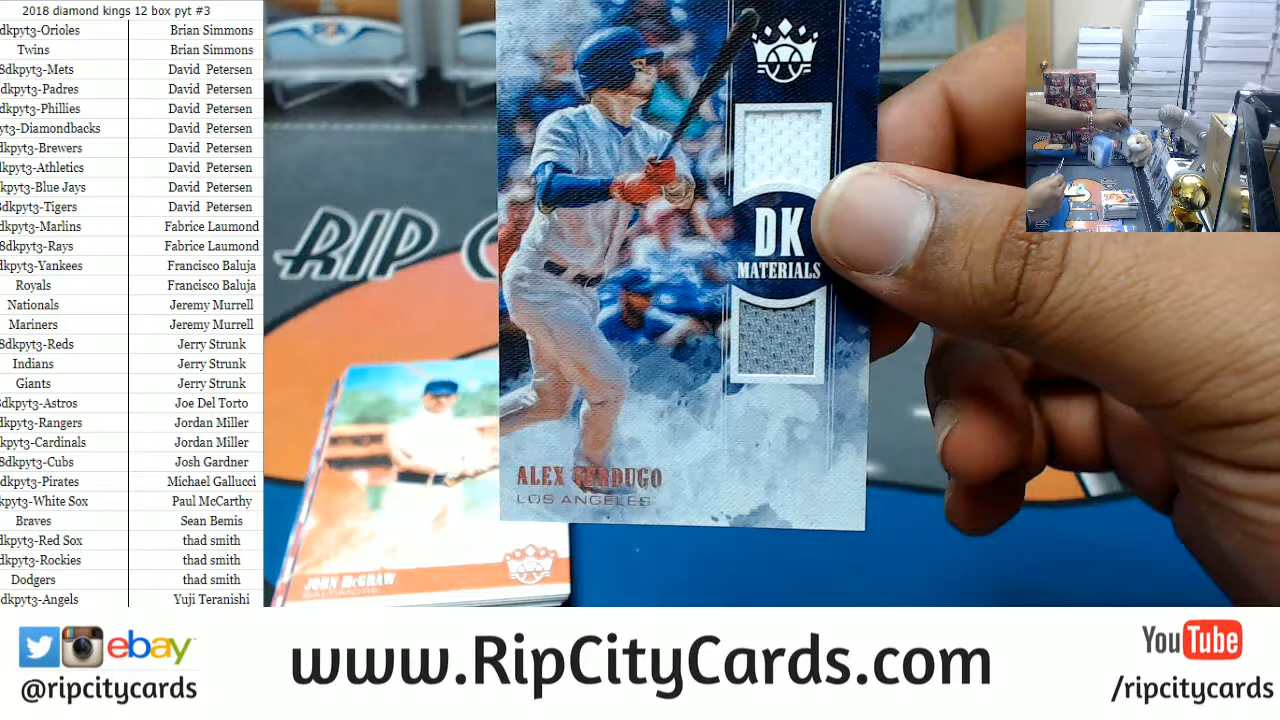 2018 diamond kings 12 box pyt #3
dkpyt3-Orioles Brian Simmons
Twins Brian Simmons
8dkpyt3-Mets David Petersen
dkpyt3-Padres David Petersen
dkpyt3-Phillies David Petersen
yt3-Diamondbacks David Petersen
dkpyt3-Brewers David Petersen
dkpyt3-Athletics David Petersen
kpyt3-Blue Jays David Petersen
8dkpyt3-Tigers David Petersen
dkpyt3-Marlins Fabrice Laumond
8dkpyt3-Rays Fabrice Laumond
kpyt3-Yankees Francisco Baluja
Royals Francisco Baluja
Nationals Jeremy Murrell
Mariners Jeremy Murrell
8dkpyt3-Reds Jerry Strunk
Indians Jerry Strunk
Giants Jerry Strunk
8dkpyt3-Astros Joe Del Torto
dkpyt3-Rangers Jordan Miller
kpyt3-Cardinals Jordan Miller
8dkpyt3-Cubs Josh Gardner
dkpyt3-Pirates Michael Gallucci
kpyt3-White Sox Paul McCarthy
Braves Sean Bemis
dkpyt3-Red Sox thad smith
dkpyt3-Rockies thad smith
Dodgers thad smith
dkpyt3-Angels Yuji Teranishi
RIP C
DK
MATERIALS
ALEX VERDUGO
LOS ANGELES
JOHN McGRAW
BALTIMORE
ebay
@ripcitycards
www.RipCityCards.com
YouTube
/ripcitycards